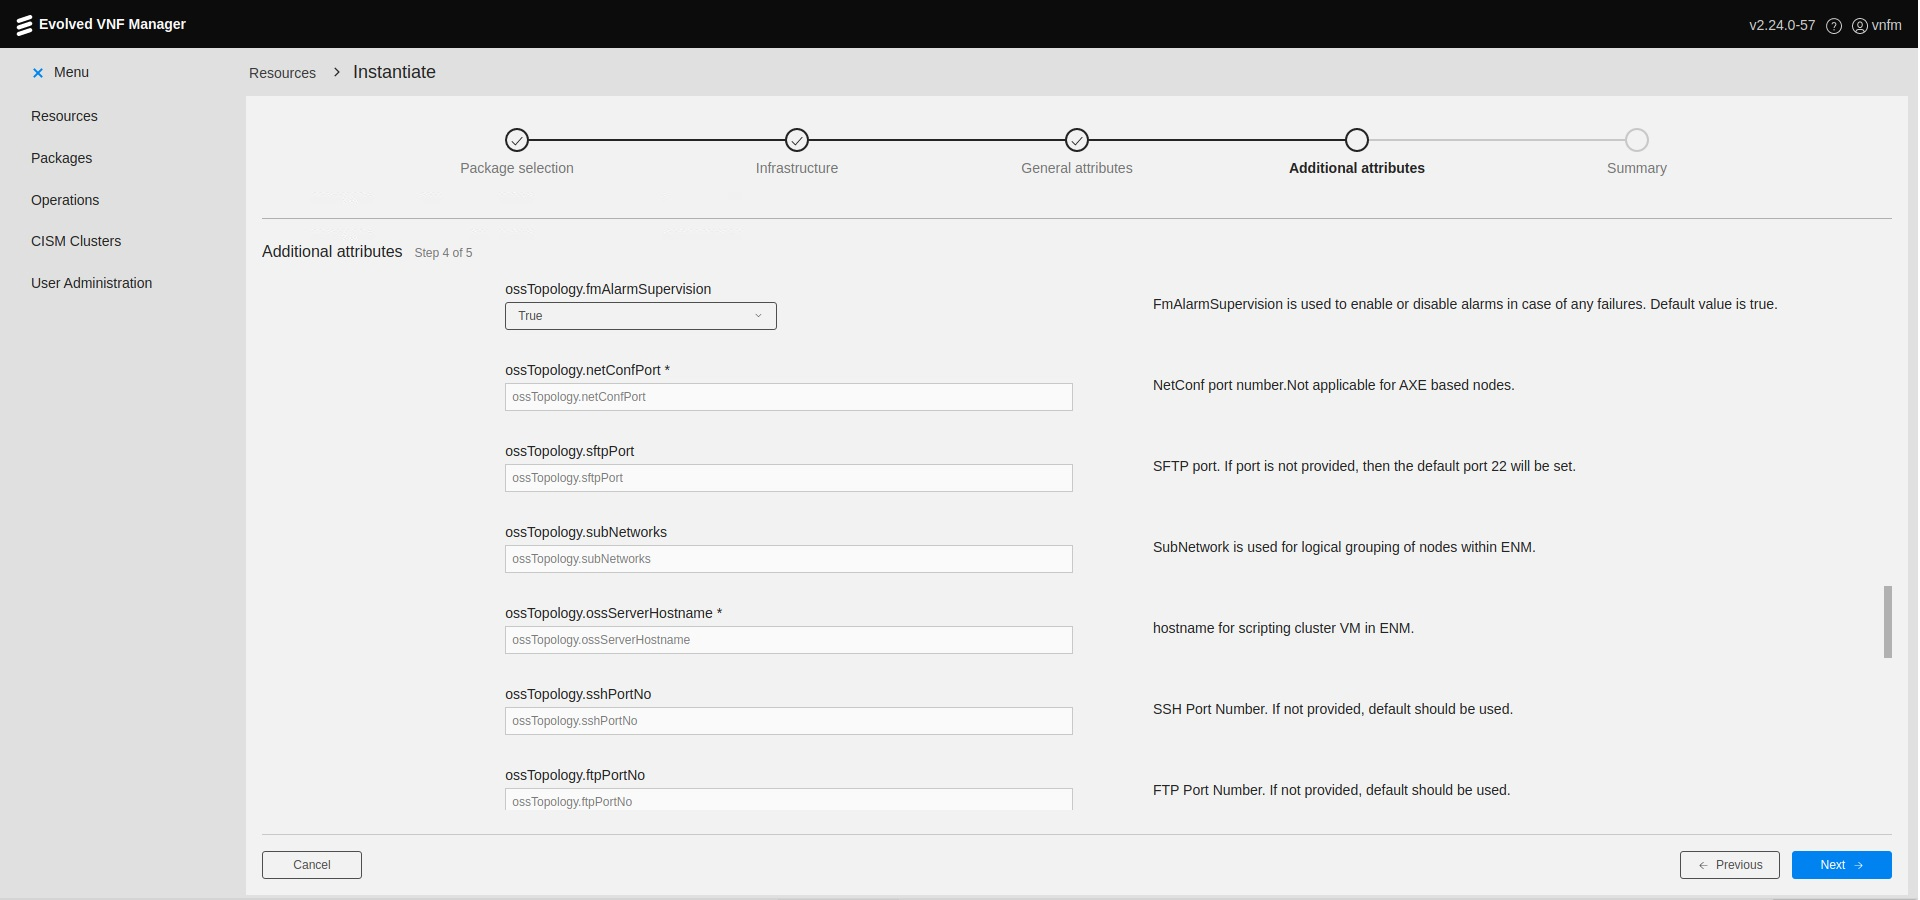 Evolved VNF Manager
v2.24.0-57
vnfm
Menu
Resources
Packages
Operations
CISM Clusters
User Administration
Resources
Instantiate
Package selection
Infrastructure
General attributes
Additional attributes
Summary
Additional attributes Step 4 of 5
ossTopology.fmAlarmSupervision
True
FmAlarmSupervision is used to enable or disable alarms in case of any failures. Default value is true.
ossTopology.netConfPort *
ossTopology.netConfPort
NetConf port number.Not applicable for AXE based nodes.
ossTopology.sftpPort
ossTopology.sftpPort
SFTP port. If port is not provided, then the default port 22 will be set.
ossTopology.subNetworks
ossTopology.subNetworks
SubNetwork is used for logical grouping of nodes within ENM.
ossTopology.ossServerHostname *
ossTopology.ossServerHostname
hostname for scripting cluster VM in ENM.
ossTopology.sshPortNo
ossTopology.sshPortNo
SSH Port Number. If not provided, default should be used.
ossTopology.ftpPortNo
ossTopology.ftpPortNo
FTP Port Number. If not provided, default should be used.
Cancel
Previous
Next